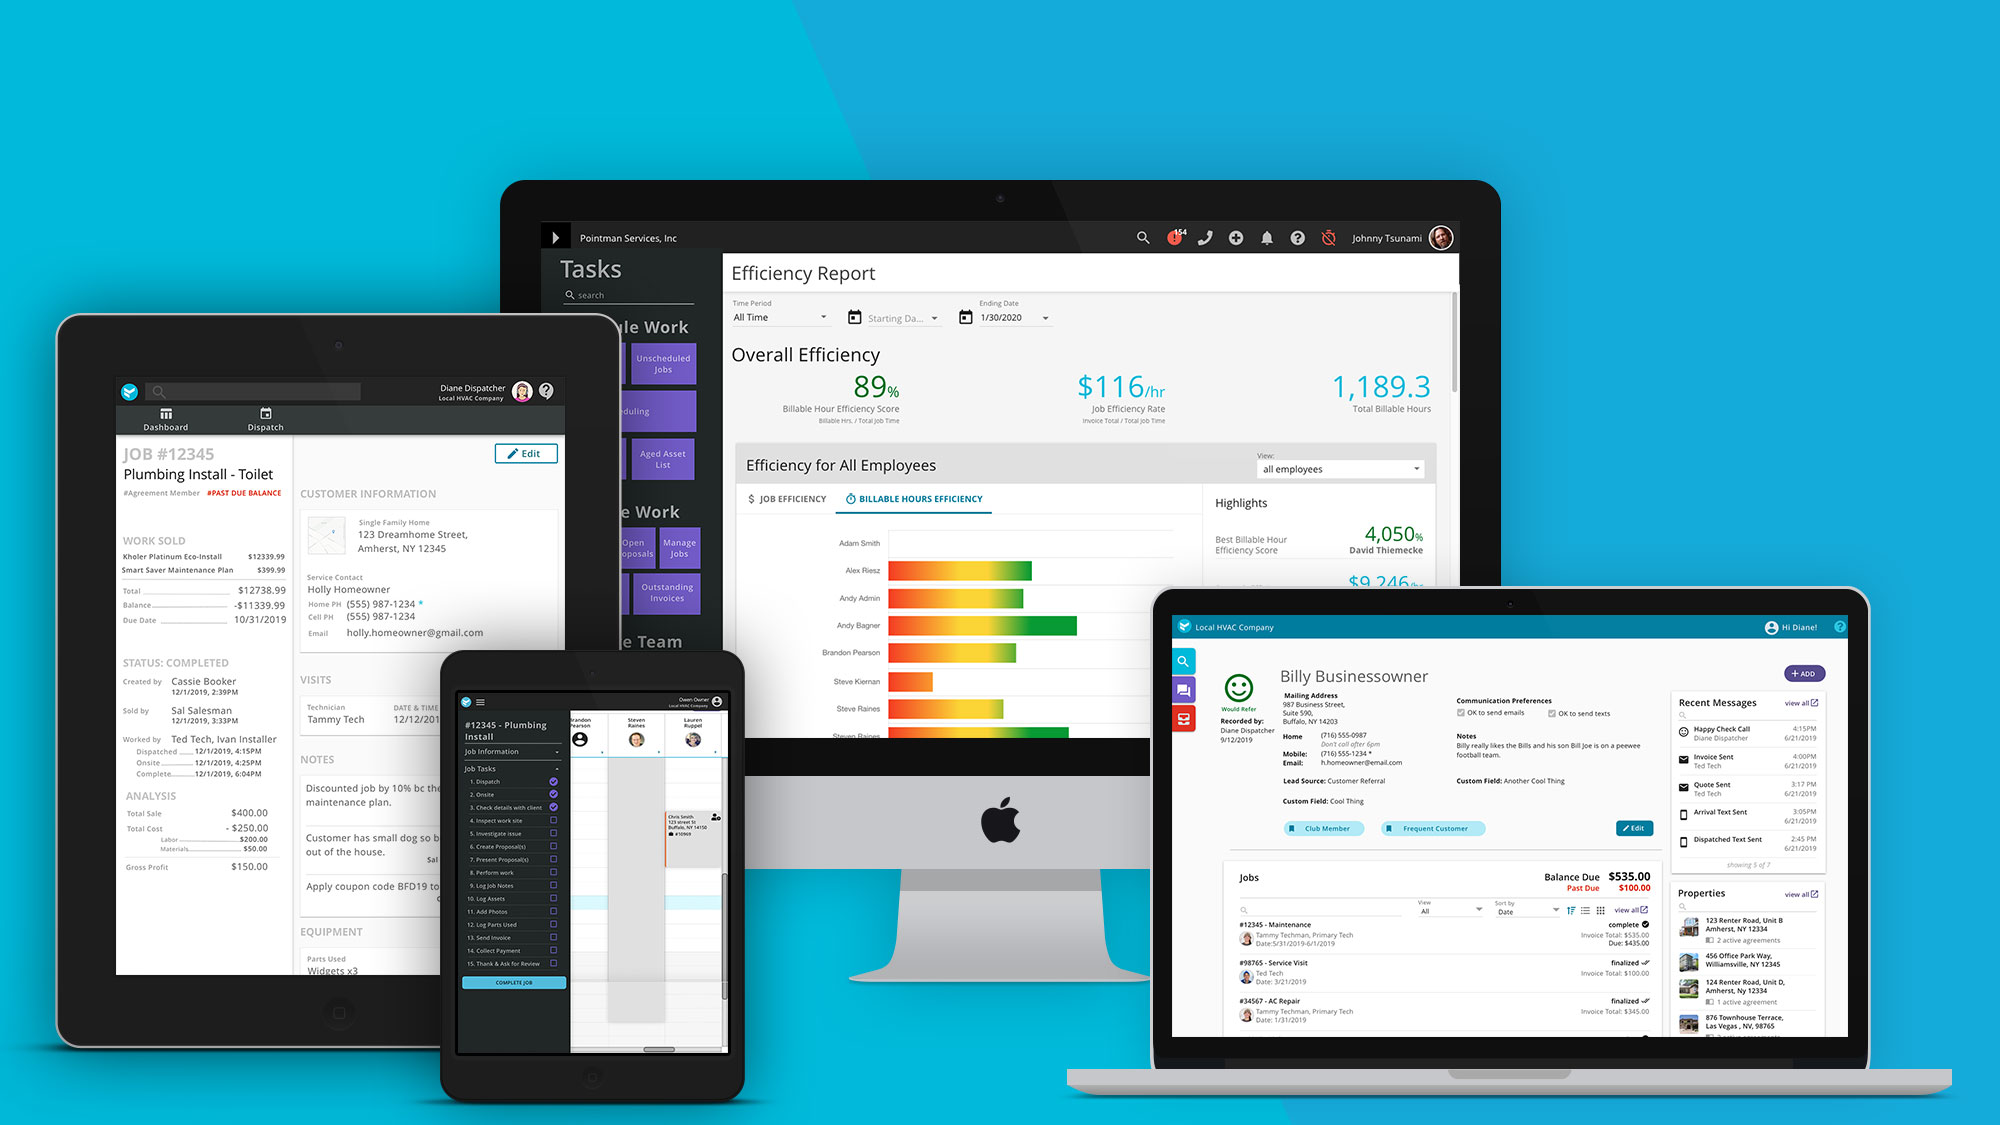 Pointman Services, Inc
154
Johnny Tsunami
Tasks
search
ule Work
Unscheduled
Jobs
duling
Aged Asset
List
e Work
Open
oposals
Manage
Jobs
Outstanding
Invoices
e Team
Efficiency Report
Time Period
All Time
Starting Da...
Ending Date
1/30/2020
Overall Efficiency
89%
Billable Hour Efficiency Score
Billable Hrs. / Total Job Time
$116/hr
Job Efficiency Rate
Invoice Total / Total Job Time
1,189.3
Total Billable Hours
Efficiency for All Employees
View:
all employees
$ JOB EFFICIENCY
BILLABLE HOURS EFFICIENCY
Adam Smith
Alex Riesz
Andy Admin
Andy Bagner
Brandon Pearson
Steve Kiernan
Steve Raines
Steven Raines
Highlights
Best Billable Hour
Efficiency Score
4,050%
David Thiemecke
$9,246/hr
Diane Dispatcher
Local HVAC Company
Dashboard
Dispatch
JOB #12345
Plumbing Install - Toilet
#Agreement Member #PAST DUE BALANCE
WORK SOLD
Kholer Platinum Eco-Install $12339.99
Smart Saver Maintenance Plan $399.99
Total $12738.99
Balance -$11339.99
Due Date 10/31/2019
STATUS: COMPLETED
Created by Cassie Booker
12/1/2019, 2:39PM
Sold by Sal Salesman
12/1/2019, 3:33PM
Worked by Ted Tech, Ivan Installer
Dispatched 12/1/2019, 4:15PM
Onsite 12/1/2019, 4:25PM
Complete 12/1/2019, 6:04PM
ANALYSIS
Total Sale $400.00
Total Cost - $250.00
Labor $200.00
Materials $50.00
Gross Profit $150.00
Edit
CUSTOMER INFORMATION
Single Family Home
123 Dreamhome Street,
Amherst, NY 12345
Service Contact
Holly Homeowner
Home PH (555) 987-1234 *
Cell PH (555) 987-1234
Email holly.homeowner@gmail.com
VISITS
Technician
Tammy Tech
DATE & TIME
12/12/201
NOTES
Discounted job by 10% bc the
maintenance plan.
Customer has small dog so b
out of the house.
Sal
Apply coupon code BFD19 to
EQUIPMENT
Parts Used
Widgets x3
Owen Owner
Local HVAC Company
#12345 - Plumbing
Install
Job Information
Job Tasks
1. Dispatch
2. Onsite
3. Check details with client
4. Inspect work site
5. Investigate issue
6. Create Proposal(s)
7. Present Proposal(s)
8. Perform work
9. Log Job Notes
10. Log Assets
11. Add Photos
12. Log Parts Used
13. Send Invoice
14. Collect Payment
15. Thank & Ask for Review
COMPLETE JOB
Brandon
Pearson
Steven
Raines
Lauren
Ruppel
Chris Smith
123 street St
Buffalo, NY 14150
#10969
Local HVAC Company
Hi Diane!
Would Refer
Recorded by:
Diane Dispatcher
9/12/2019
Billy Businessowner
Mailing Address
987 Business Street,
Suite 590,
Buffalo, NY 14203
Home (716) 555-0987
Don't call after 6pm
Mobile: (716) 555-1234 *
Email: h.homeowner@email.com
Lead Source: Customer Referral
Custom Field: Cool Thing
Communication Preferences
OK to send emails
OK to send texts
Notes
Billy really likes the Bills and his son Bill Joe is on a peewee
football team.
Custom Field: Another Cool Thing
Club Member
Frequent Customer
Edit
+ ADD
Recent Messages
view all
Happy Check Call 4:15PM
Diane Dispatcher 6/21/2019
Invoice Sent 4:00PM
Ted Tech 6/21/2019
Quote Sent 3:17 PM
Ted Tech 6/21/2019
Arrival Text Sent 3:05PM
6/21/2019
Dispatched Text Sent 2:45 PM
6/21/2019
showing 5 of 7
Jobs
Balance Due $535.00
Past Due $100.00
View
All
Sort by
Date
view all
#12345 - Maintenance complete
Tammy Techman, Primary Tech Invoice Total: $535.00
Date:5/31/2019-6/1/2019 Due: $435.00
#98765 - Service Visit finalized
Ted Tech Invoice Total: $100.00
Date: 3/21/2019
#34567 - AC Repair finalized
Tammy Techman, Primary Tech Invoice Total: $345.00
Date: 1/31/2019
Properties
view all
123 Renter Road, Unit B
Amherst, NY 12334
2 active agreements
456 Office Park Way,
Williamsville, NY 12345
124 Renter Road, Unit D,
Amherst, Ny 12334
1 active agreement
876 Townhouse Terrace,
Las Vegas , NV, 98765